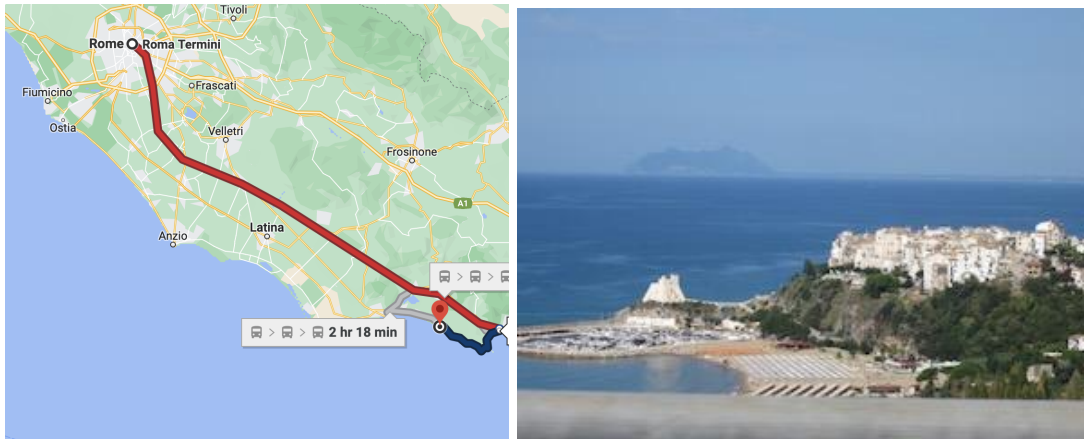 Tivoli
Rome Roma Termini
Frascati
Fiumicino
Ostia
Velletri
Frosinone
A1
Latina
Anzio
> >
> > 2 hr 18 min